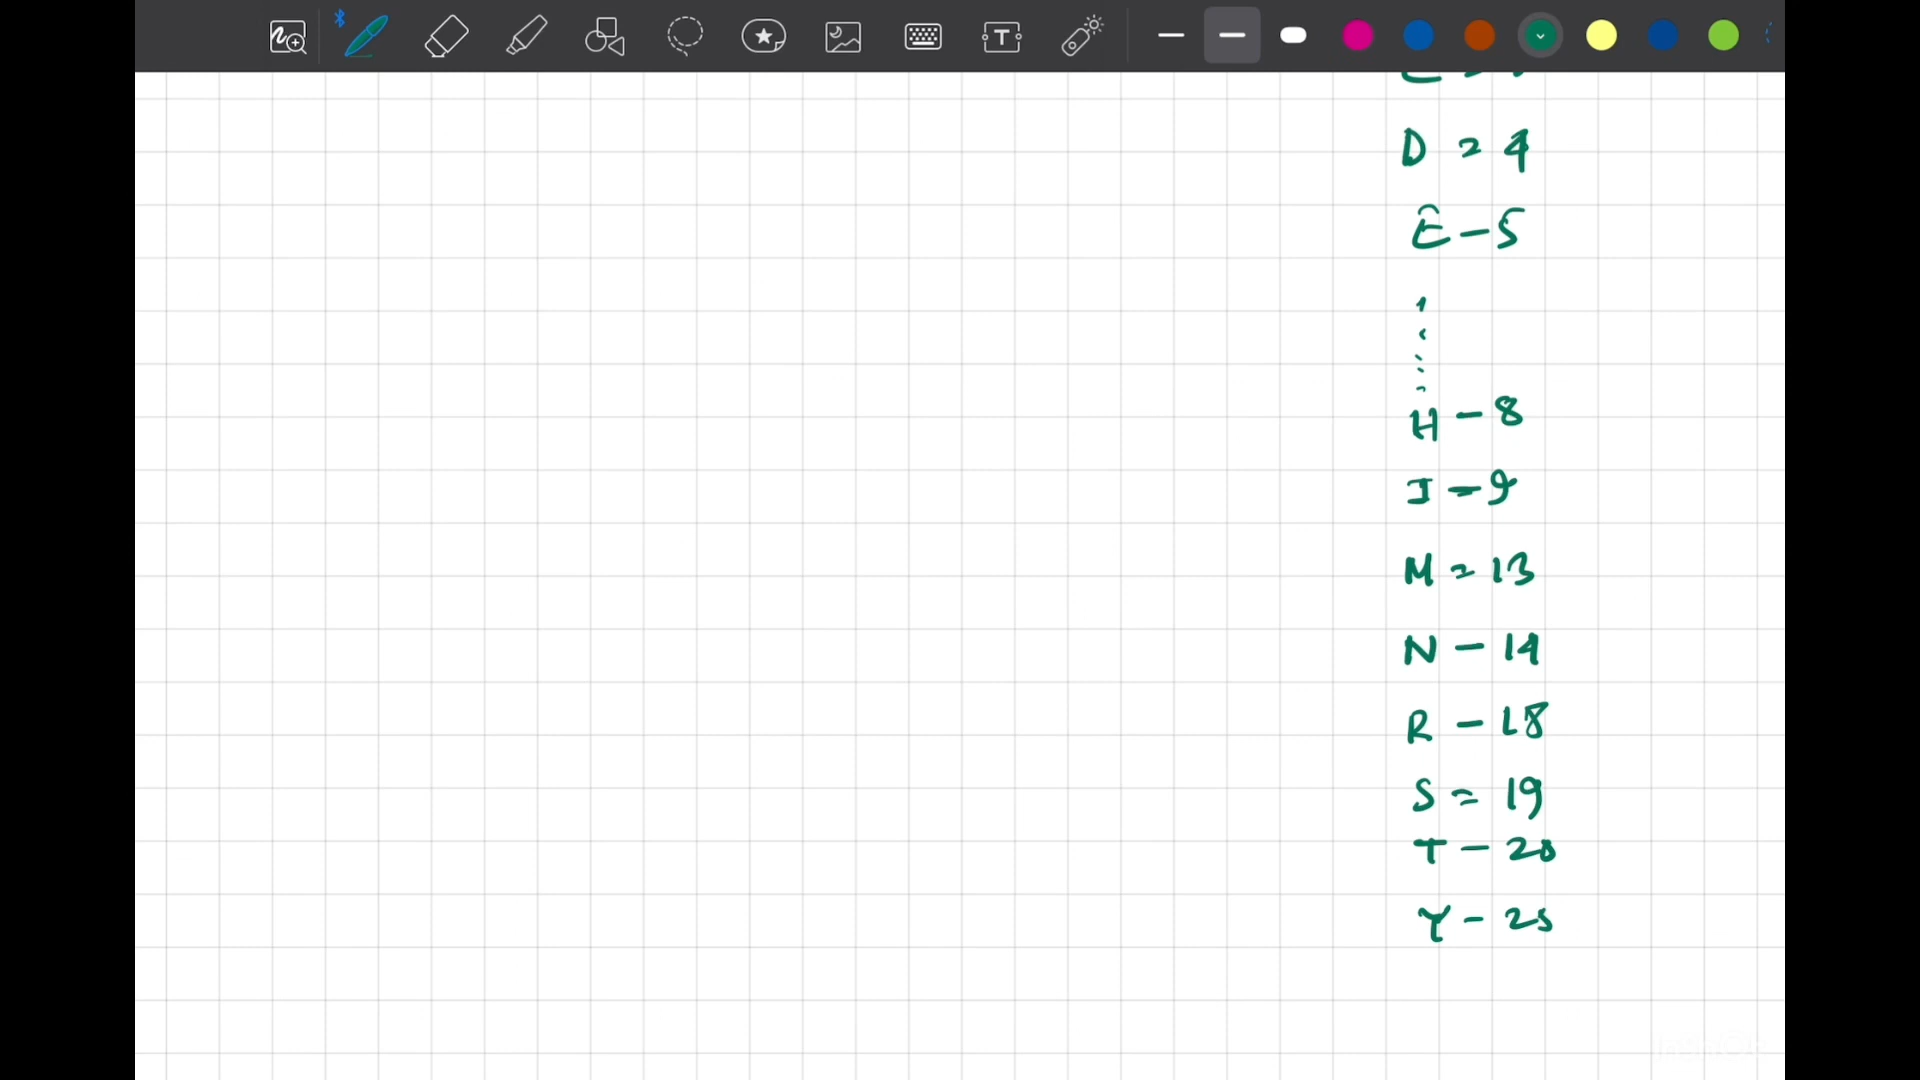 D = 4
E - 5
H - 8
I - 9
M = 13
N - 14
R - 18
S = 19
T - 20
Y - 25